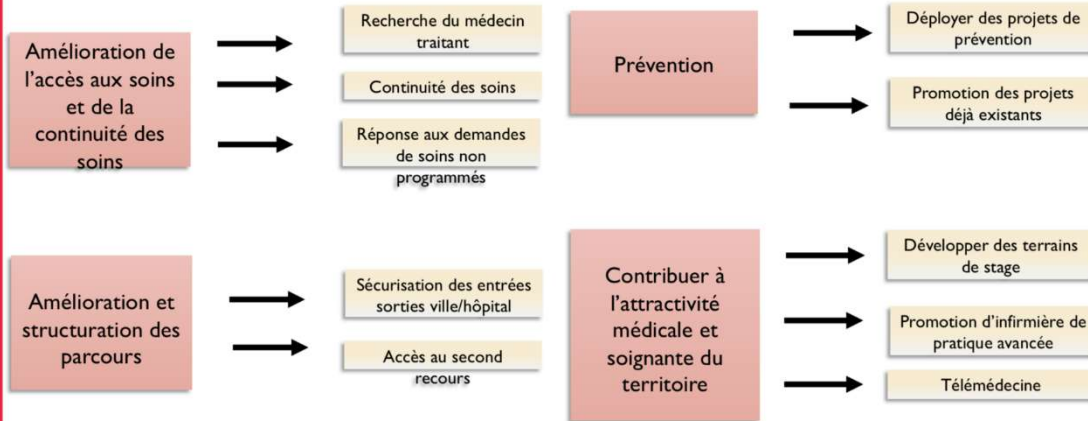 Amélioration de
l'accès aux soins
et de la
continuité des
soins
Recherche du médecin
traitant
Continuité des soins
Réponse aux demandes
de soins non
programmés
Prévention
Déployer des projets de
prévention
Promotion des projets
déjà existants
Amélioration et
structuration des
parcours
Sécurisation des entrées
sorties ville/hôpital
Accès au second
recours
Contribuer à
l'attractivité
médicale et
soignante du
territoire
Développer des terrains
de stage
Promotion d'infirmière de
pratique avancée
Télémédecine